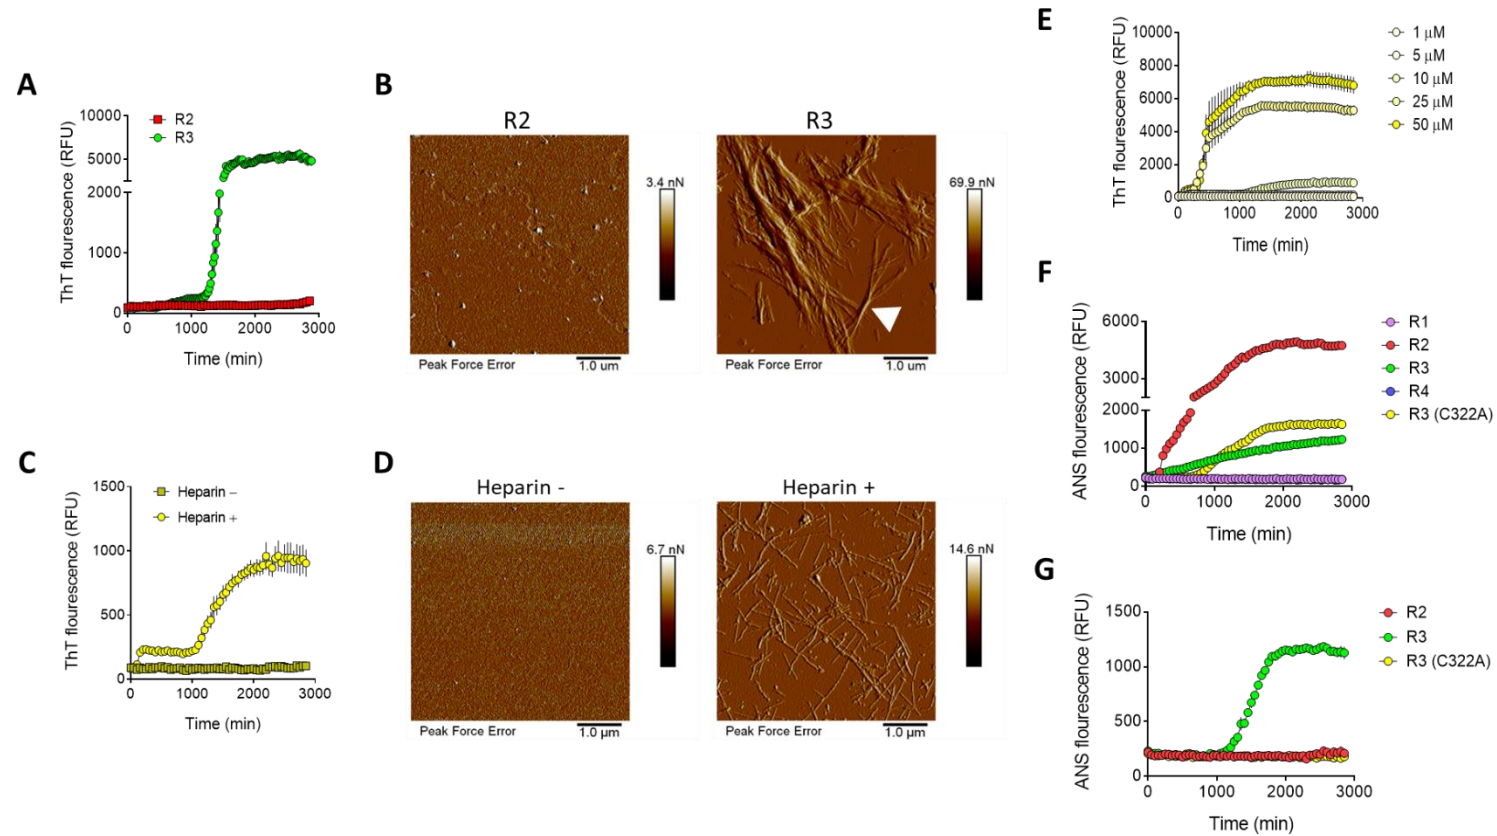 A
ThT flourescence (RFU)
10000
5000
2000
1000
0
0
1000
2000
3000
Time (min)
R2
R3
B
R2
Peak Force Error
1.0 um
3.4 nN
R3
Peak Force Error
1.0 um
69.9 nN
C
ThT flourescence (RFU)
1500
1000
500
0
0
1000
2000
3000
Time (min)
Heparin –
Heparin +
D
Heparin -
Peak Force Error
1.0 µm
6.7 nN
Heparin +
Peak Force Error
1.0 µm
14.6 nN
E
ThT flourescence (RFU)
10000
8000
6000
4000
2000
0
0
1000
2000
3000
Time (min)
1 μM
5 μM
10 μM
25 μM
50 μM
F
ANS flourescence (RFU)
6000
3000
2000
1000
0
0
1000
2000
3000
Time (min)
R1
R2
R3
R4
R3 (C322A)
G
ANS flourescence (RFU)
1500
1000
500
0
0
1000
2000
3000
Time (min)
R2
R3
R3 (C322A)